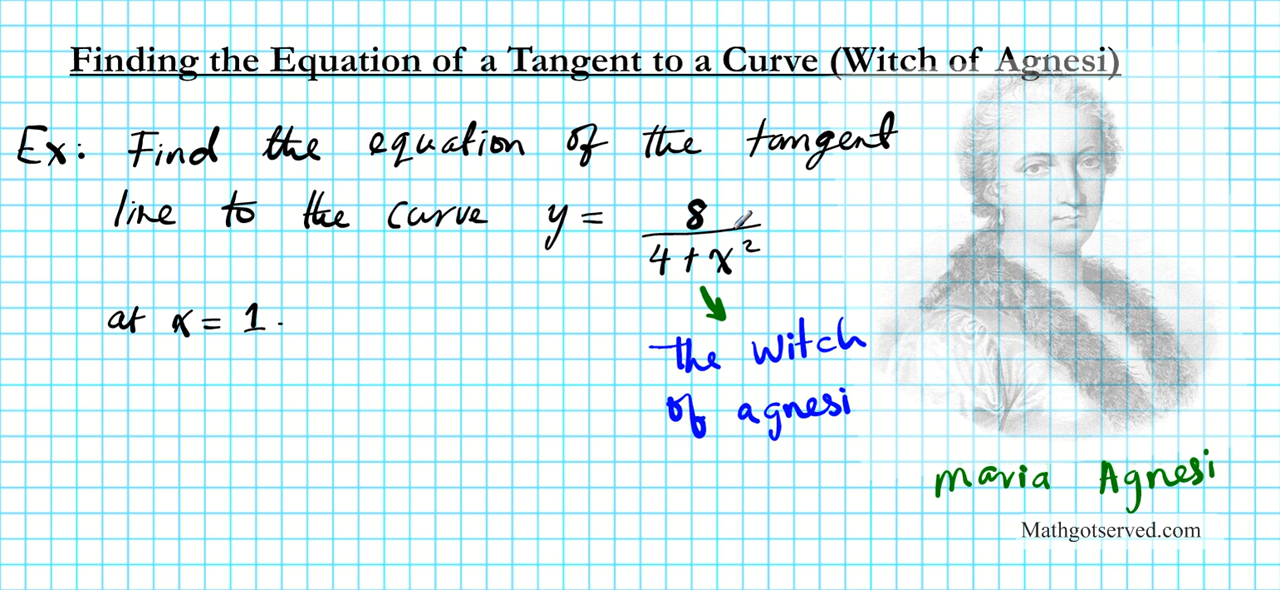 Finding the Equation of a Tangent to a Curve (Witch of Agnesi)
Ex: Find the equation of the tangent
line to the curve y = 8 / (4 + x²)
at x = 1.
the witch
of agnesi
maria Agnesi
Mathgotserved.com